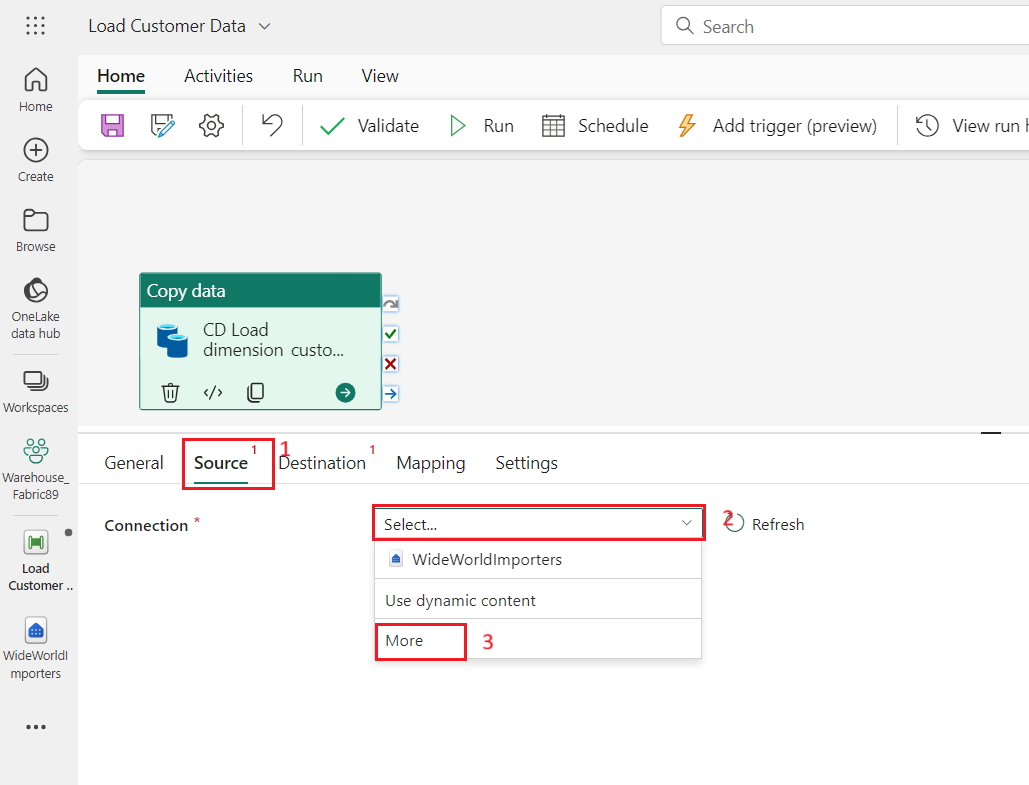 Load Customer Data
Search
Home
Activities
Run
View
Validate
Run
Schedule
Add trigger (preview)
View run h
Home
Create
Browse
OneLake
data hub
Workspaces
Warehouse_
Fabric89
Load
Customer ..
WideWorldI
mporters
Copy data
CD Load
dimension custo...
General
Source 1
1
Destination 1
Mapping
Settings
Connection *
Select...
2
Refresh
WideWorldImporters
Use dynamic content
More
3